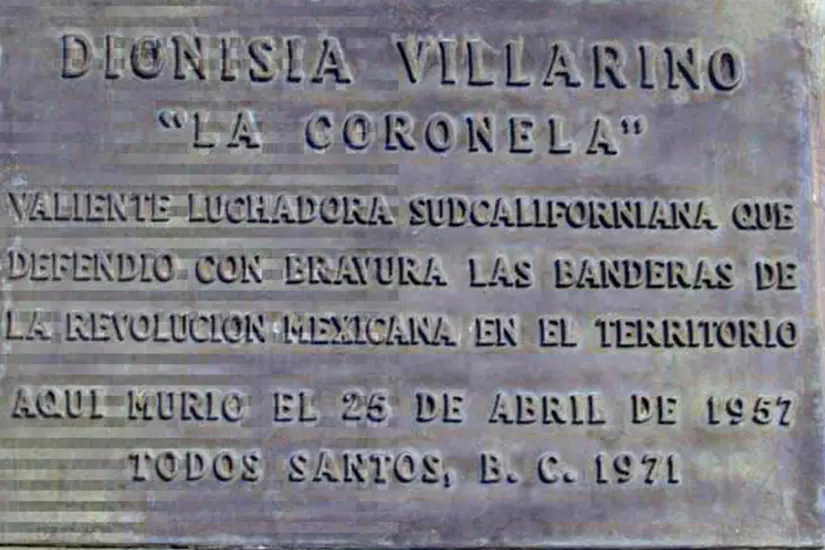 DIONISIA VILLARINO
"LA CORONELA"
VALIENTE LUCHADORA SUDCALIFORNIANA QUE
DEFENDIO CON BRAVURA LAS BANDERAS DE
LA REVOLUCION MEXICANA EN EL TERRITORIO
AQUI MURIO EL 25 DE ABRIL DE 1957
TODOS SANTOS, B. C. 1971